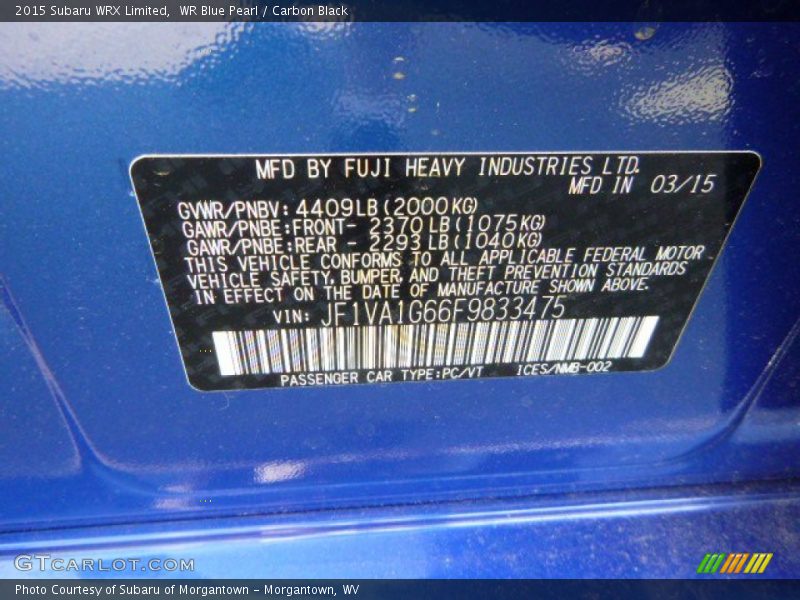 2015 Subaru WRX Limited, WR Blue Pearl / Carbon Black
MFD BY FUJI HEAVY INDUSTRIES LTD.
MFD IN 03/15
GVWR/PNBV: 4409LB(2000KG)
GAWR/PNBE:FRONT- 2370LB(1075KG)
GAWR/PNBE:REAR - 2293LB(1040KG)
THIS VEHICLE CONFORMS TO ALL APPLICABLE FEDERAL MOTOR
VEHICLE SAFETY, BUMPER, AND THEFT PREVENTION STANDARDS
IN EFFECT ON THE DATE OF MANUFACTURE SHOWN ABOVE.
VIN: JF1VA1G66F9833475
PASSENGER CAR TYPE:PC/VT ICES/NMB-002
GTCARLOT.COM
Photo Courtesy of Subaru of Morgantown - Morgantown, WV